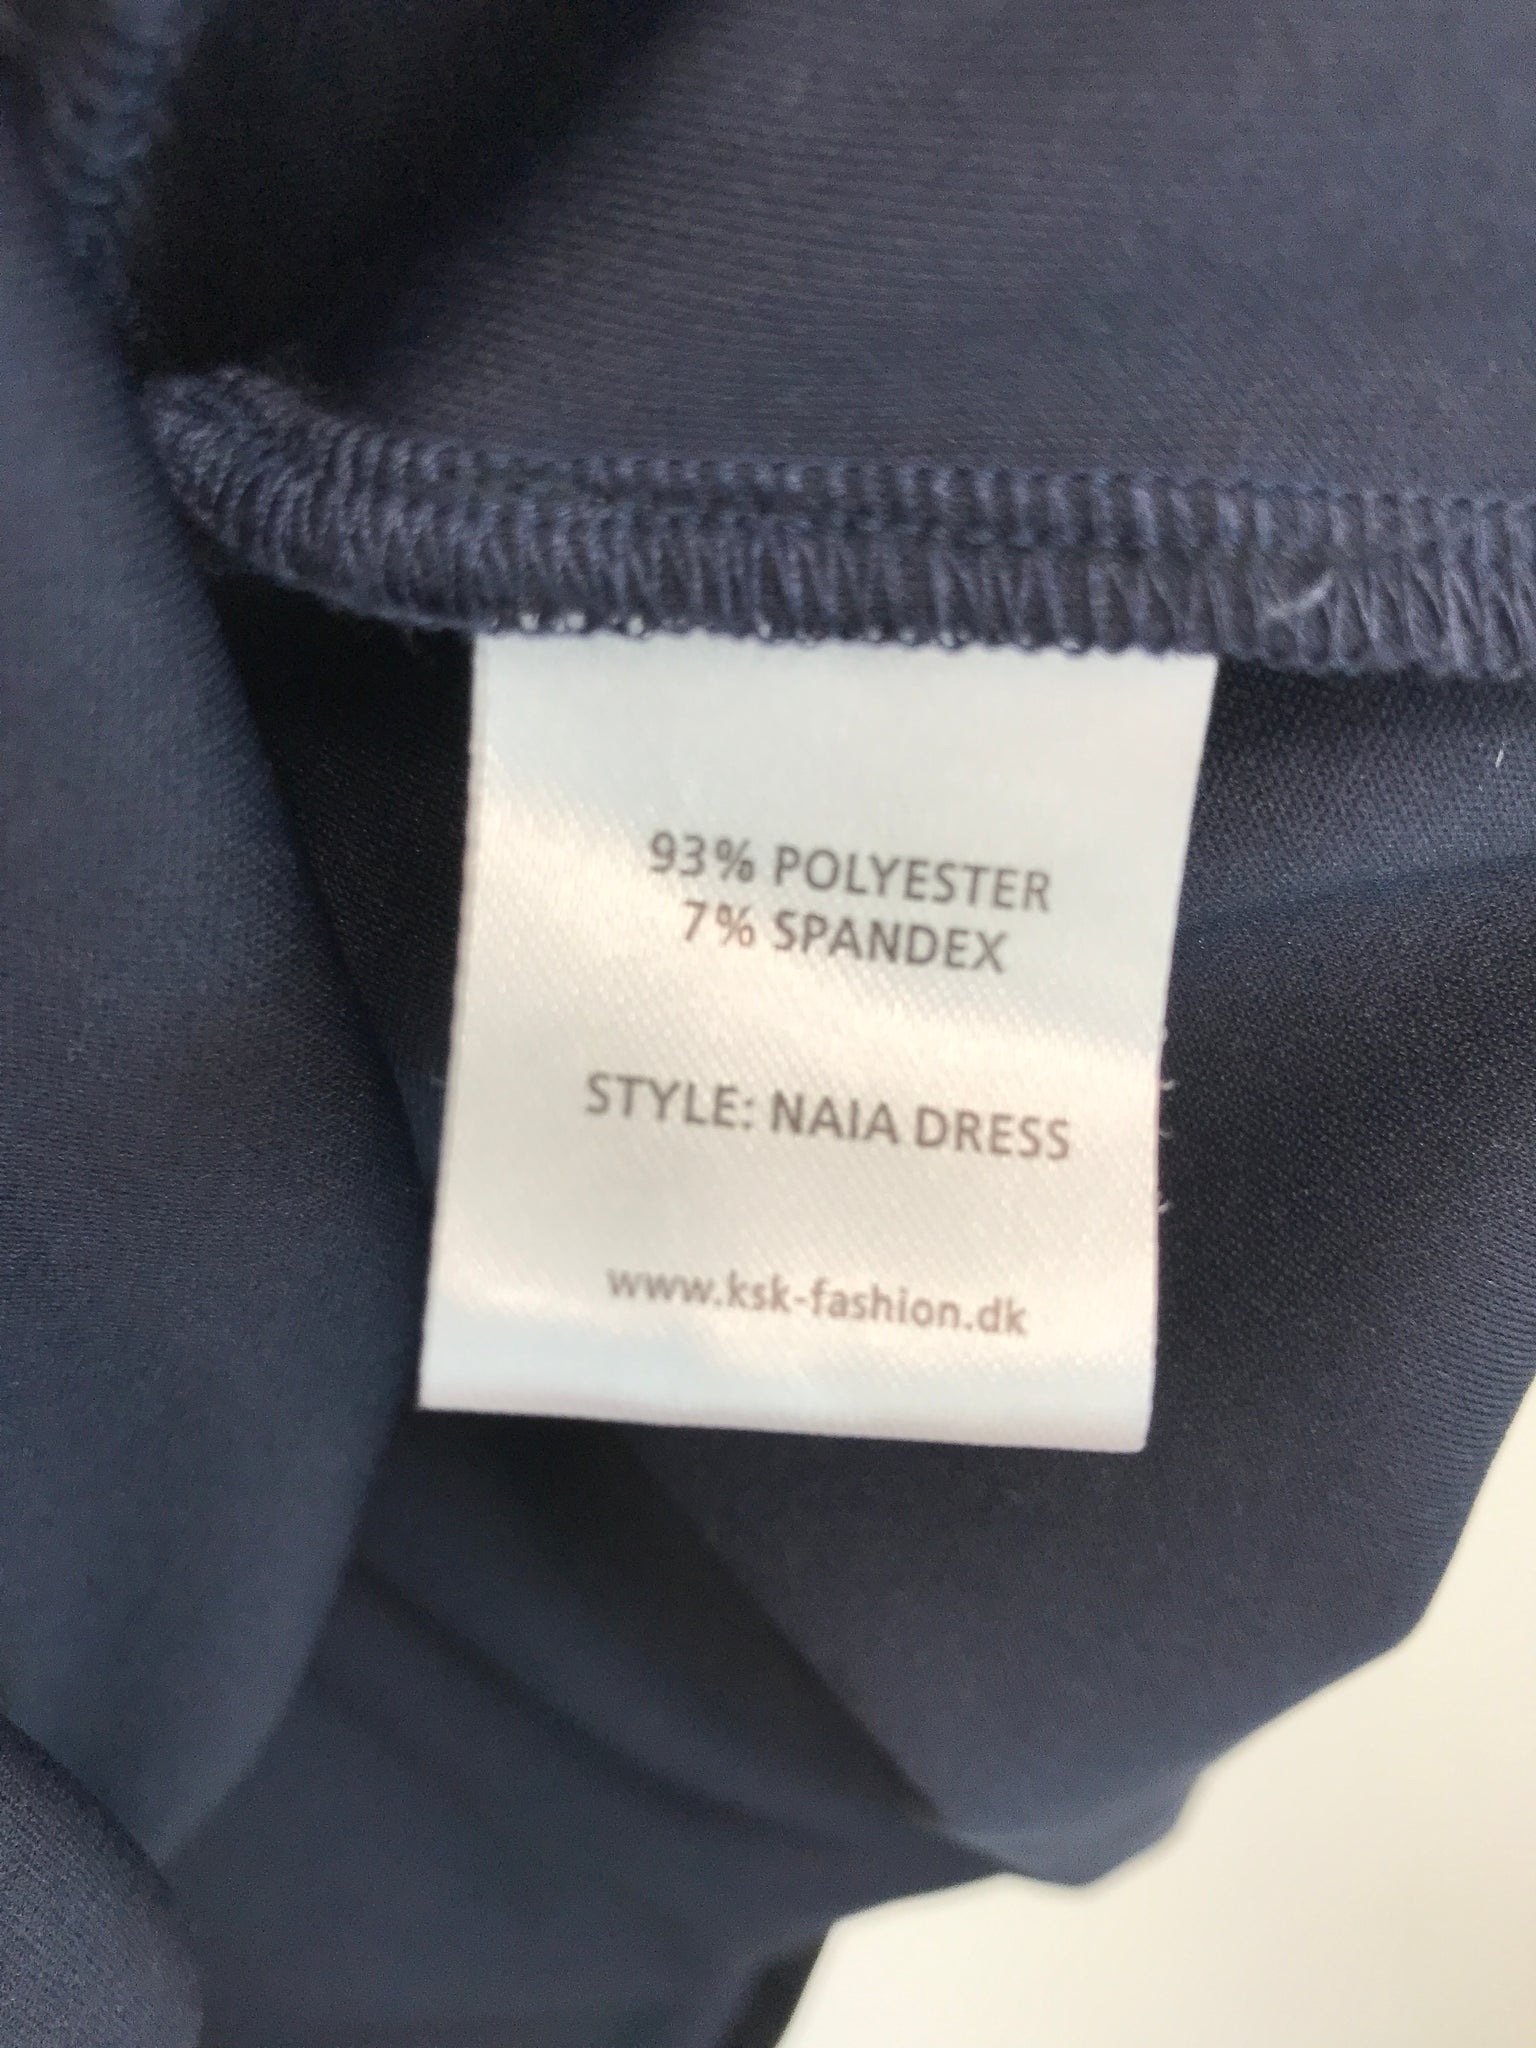 93% POLYESTER
7% SPANDEX
STYLE: NAIA DRESS
www.ksk-fashion.dk